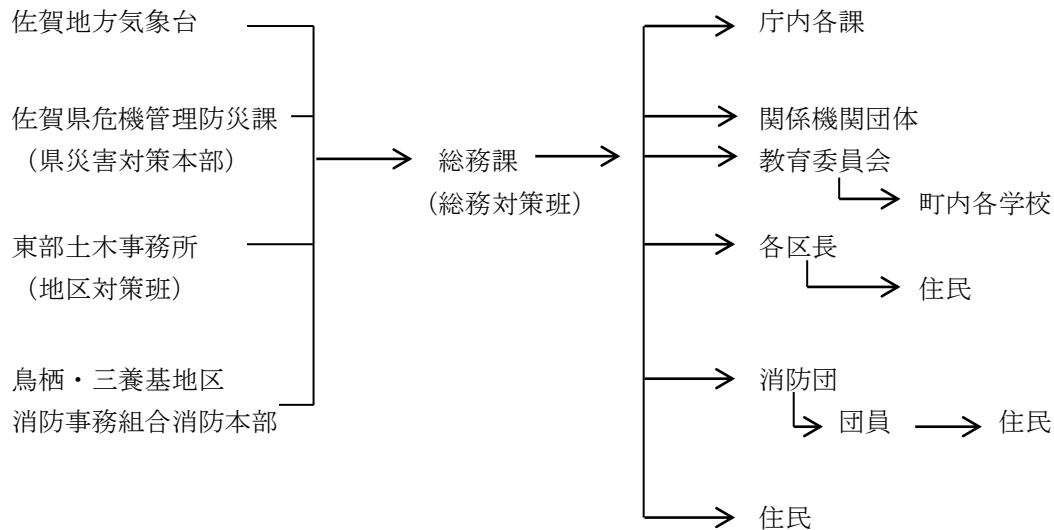 佐賀地方気象台
佐賀県危機管理防災課
（県災害対策本部）
東部土木事務所
（地区対策班）
鳥栖・三養基地区
消防事務組合消防本部
総務課
（総務対策班）
庁内各課
関係機関団体
教育委員会
町内各学校
各区長
住民
消防団
団員
住民
住民